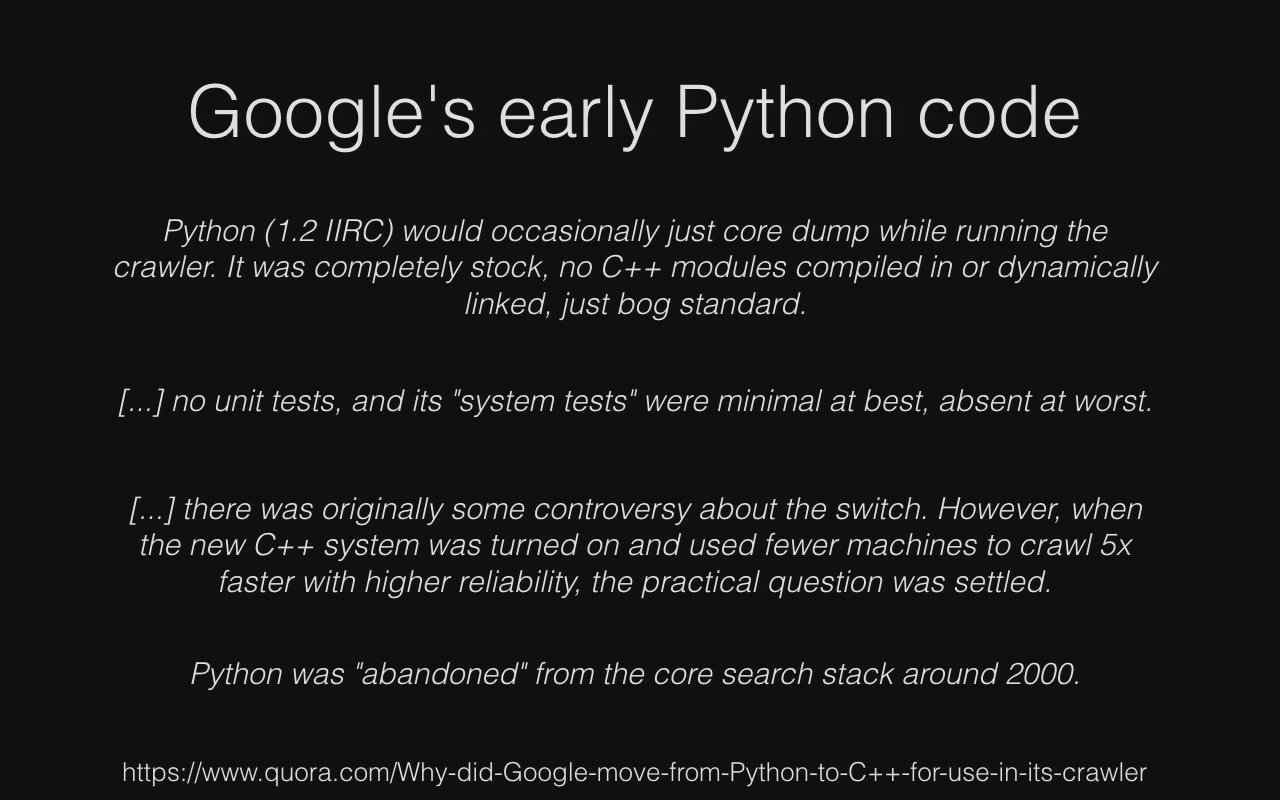 Google's early Python code
Python (1.2 IIRC) would occasionally just core dump while running the
crawler. It was completely stock, no C++ modules compiled in or dynamically
linked, just bog standard.
[...] no unit tests, and its "system tests" were minimal at best, absent at worst.
[...] there was originally some controversy about the switch. However, when
the new C++ system was turned on and used fewer machines to crawl 5x
faster with higher reliability, the practical question was settled.
Python was "abandoned" from the core search stack around 2000.
https://www.quora.com/Why-did-Google-move-from-Python-to-C++-for-use-in-its-crawler